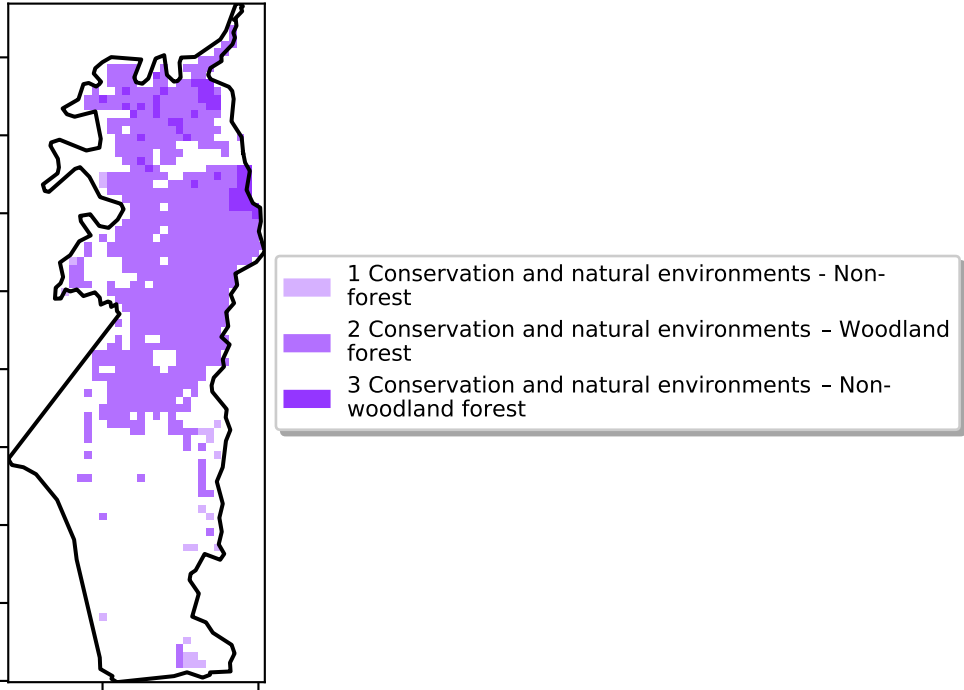 1 Conservation and natural environments - Non-
forest
2 Conservation and natural environments – Woodland
forest
3 Conservation and natural environments – Non-
woodland forest